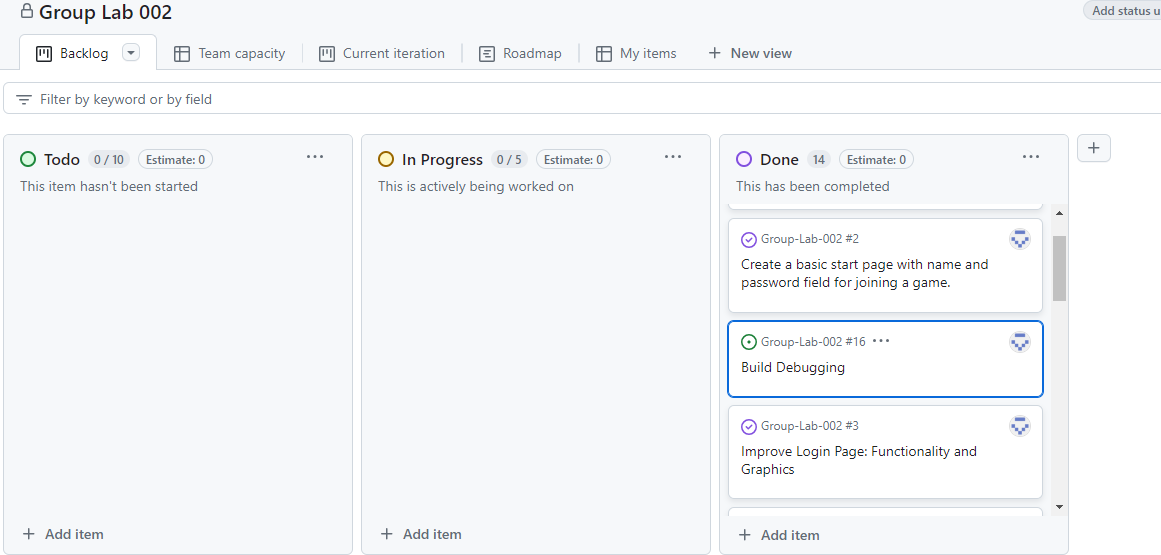 Group Lab 002
Add status u
Backlog
Team capacity
Current iteration
Roadmap
My items
New view
Filter by keyword or by field
Todo 0 / 10 Estimate: 0
This item hasn't been started
Add item
In Progress 0 / 5 Estimate: 0
This is actively being worked on
Add item
Done 14 Estimate: 0
This has been completed
Group-Lab-002 #2
Create a basic start page with name and
password field for joining a game.
Group-Lab-002 #16
Build Debugging
Group-Lab-002 #3
Improve Login Page: Functionality and
Graphics
Add item